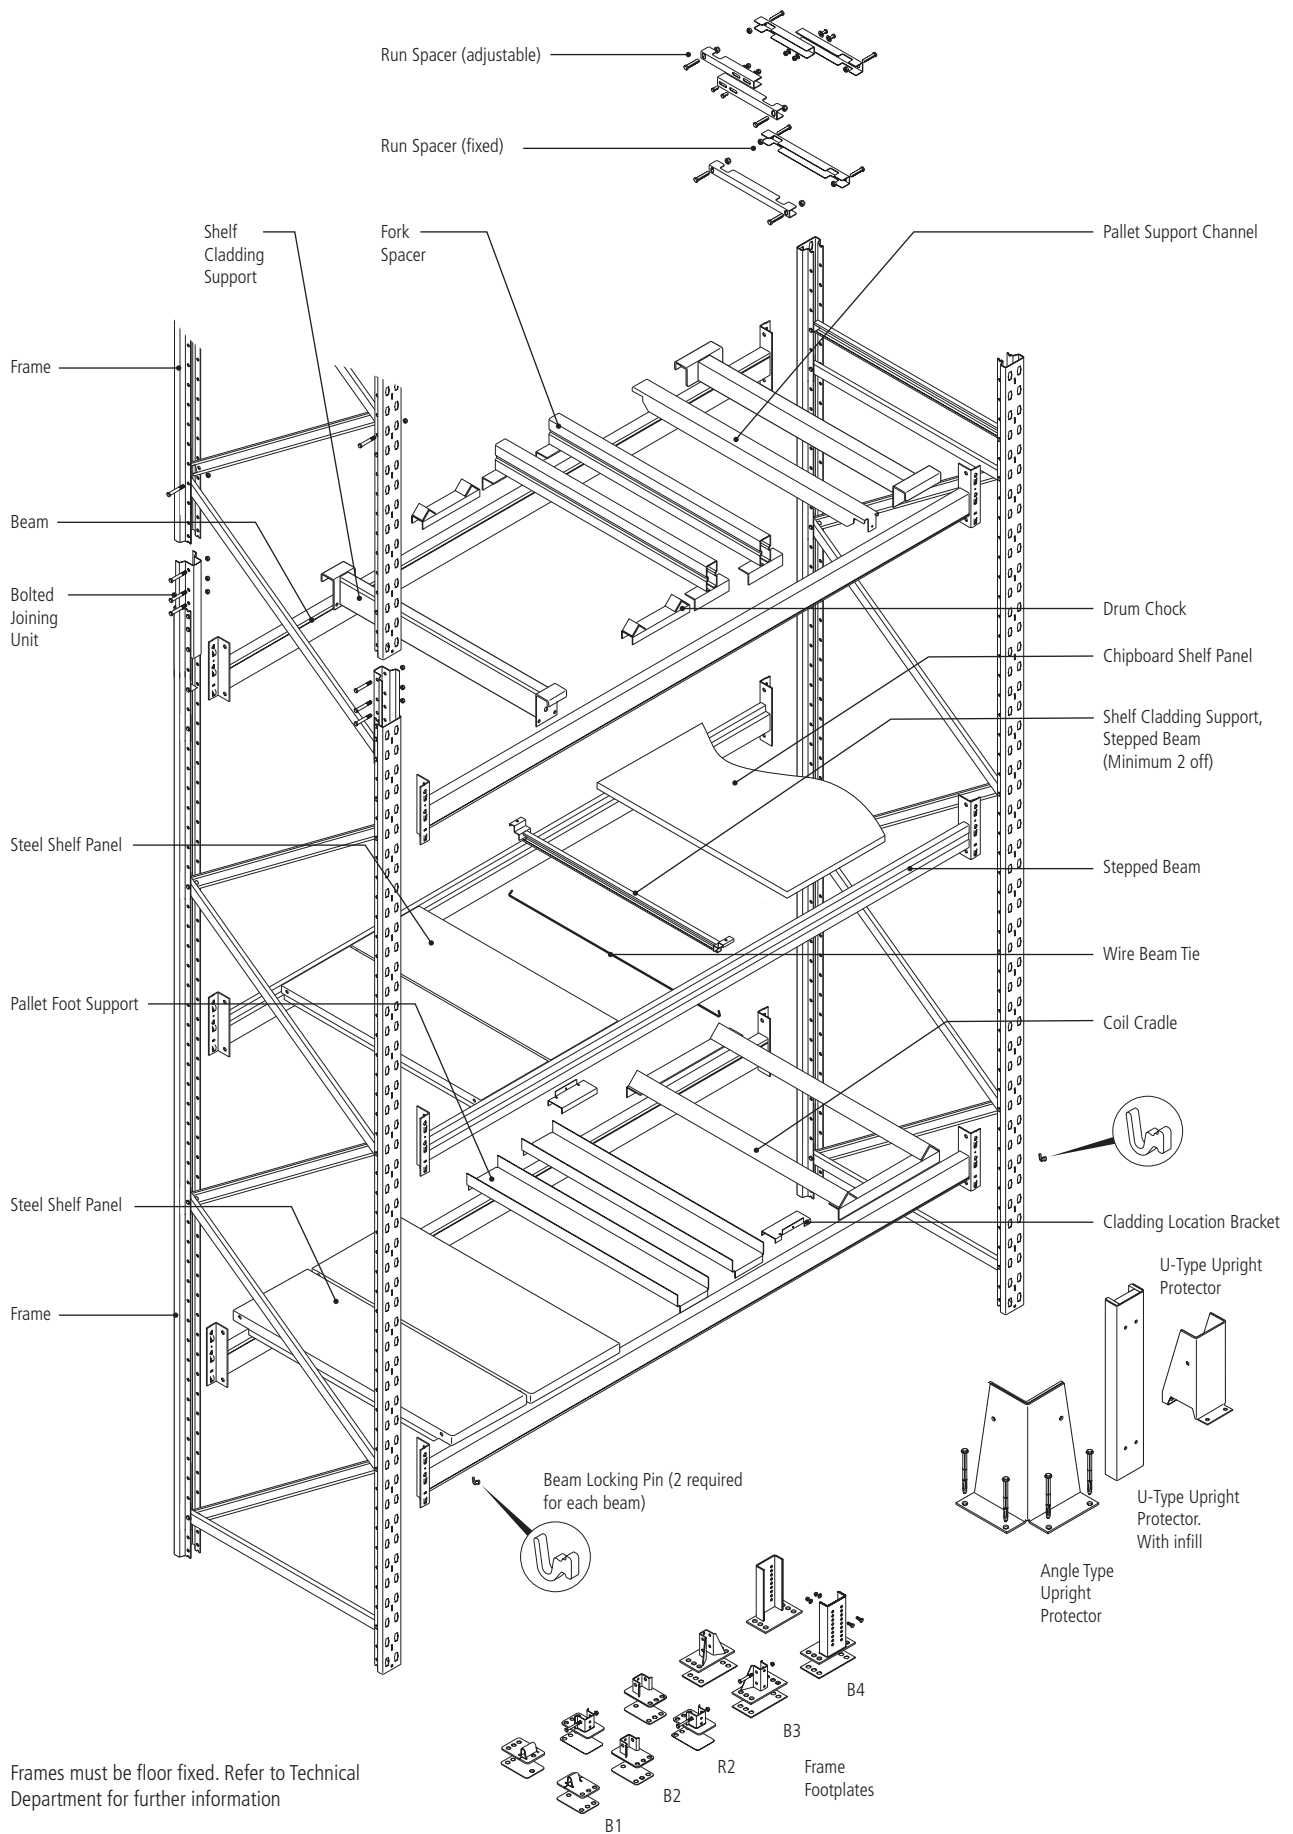 Run Spacer (adjustable)
Run Spacer (fixed)
Shelf
Cladding
Support
Fork
Spacer
Pallet Support Channel
Frame
Beam
Bolted
Joining
Unit
Drum Chock
Chipboard Shelf Panel
Shelf Cladding Support,
Stepped Beam
(Minimum 2 off)
Steel Shelf Panel
Stepped Beam
Wire Beam Tie
Pallet Foot Support
Coil Cradle
Steel Shelf Panel
Cladding Location Bracket
U-Type Upright
Protector
Frame
Beam Locking Pin (2 required
for each beam)
U-Type Upright
Protector.
With infill
Angle Type
Upright
Protector
B4
B3
R2
Frame
Footplates
B2
B1
Frames must be floor fixed. Refer to Technical
Department for further information